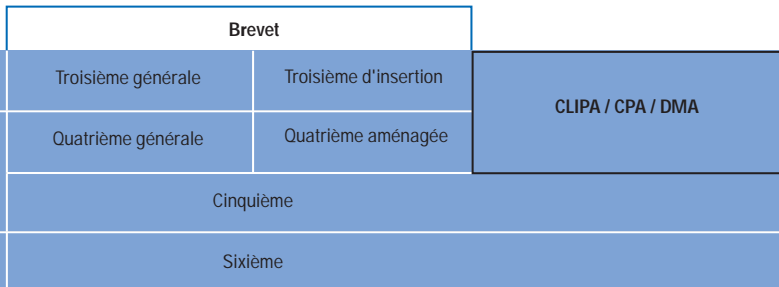 Brevet
Troisième générale
Troisième d'insertion
CLIPA / CPA / DMA
Quatrième générale
Quatrième aménagée
Cinquième
Sixième